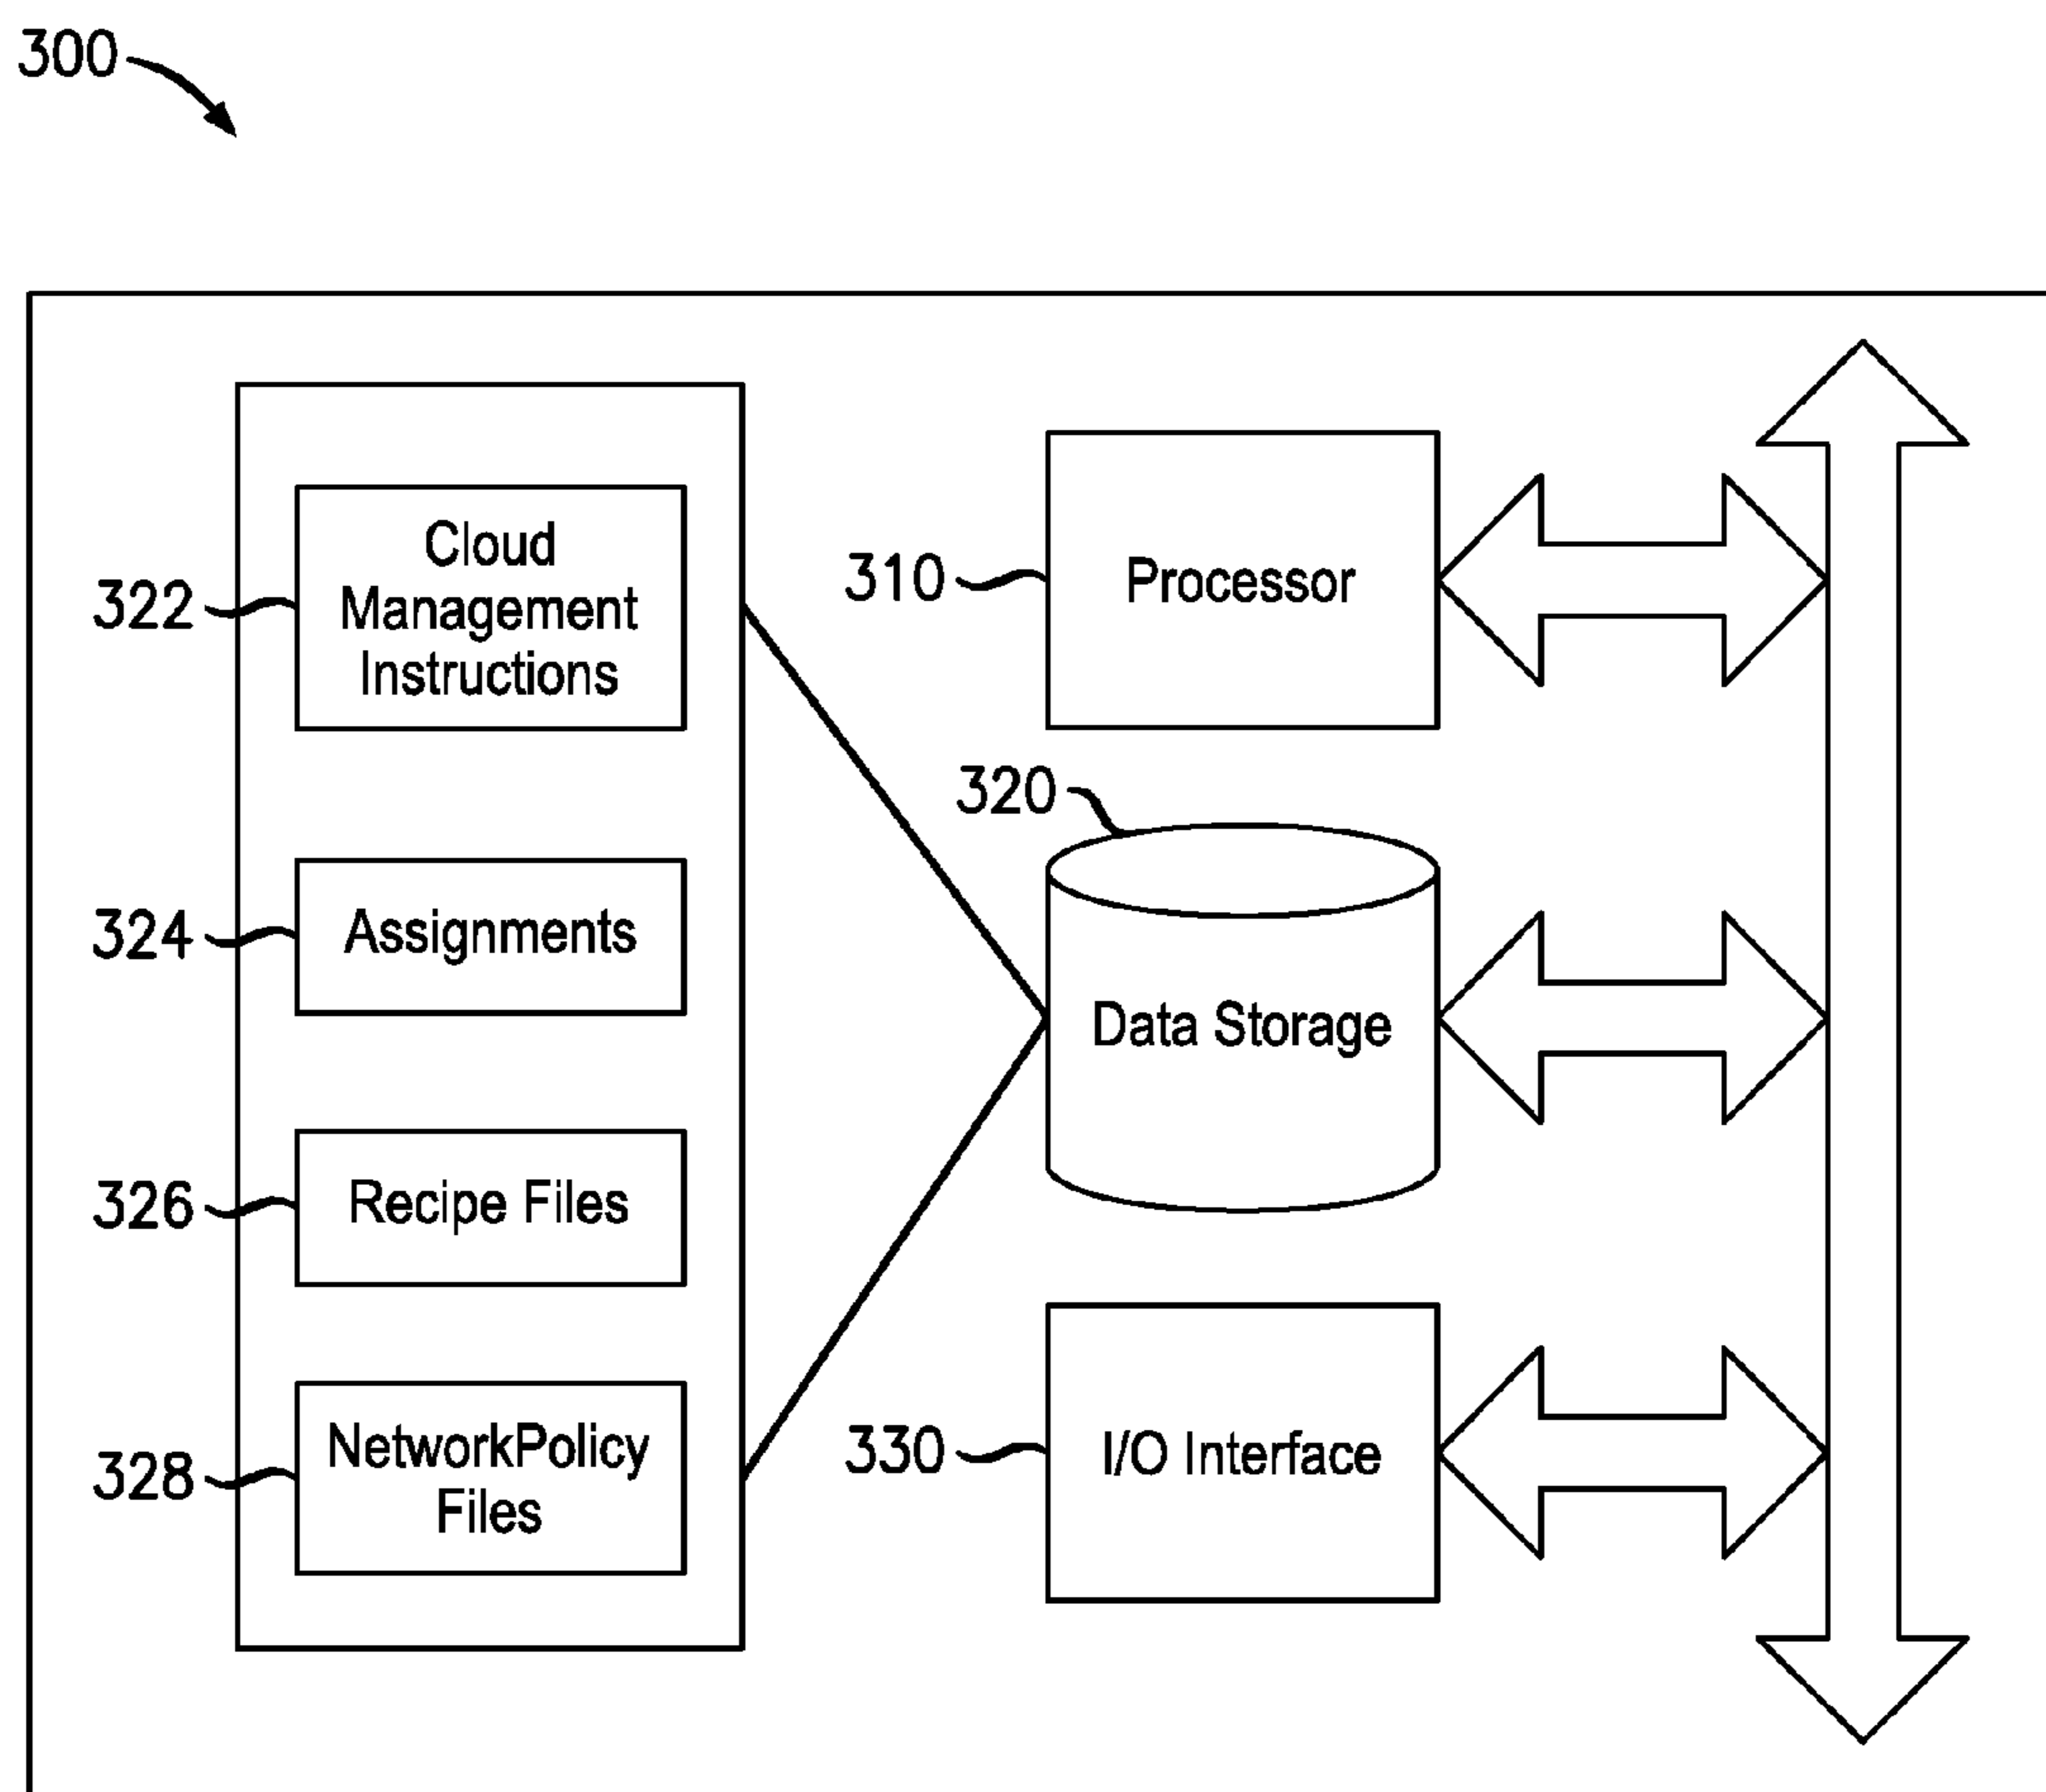 300
322
Cloud
Management
Instructions
324
Assignments
326
Recipe Files
328
NetworkPolicy
Files
310
Processor
320
Data Storage
330
I/O Interface